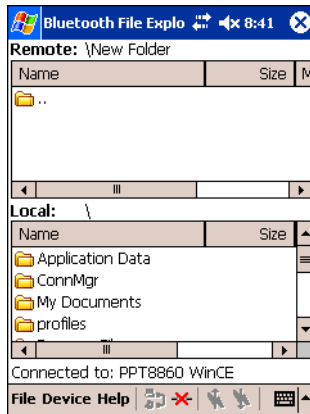 Bluetooth File Explo 8:41
Remote: \New Folder
Name Size M
..
Local: \
Name Size
Application Data
ConnMgr
My Documents
profiles
Connected to: PPT8860 WinCE
File Device Help